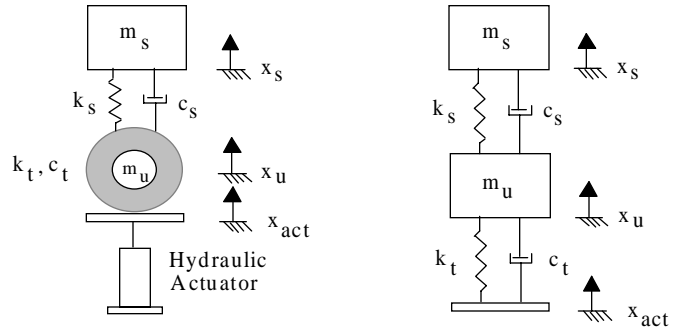 m_s
x_s
k_s
c_s
k_t, c_t
m_u
x_u
x_act
Hydraulic
Actuator
m_s
x_s
k_s
c_s
m_u
x_u
k_t
c_t
x_act